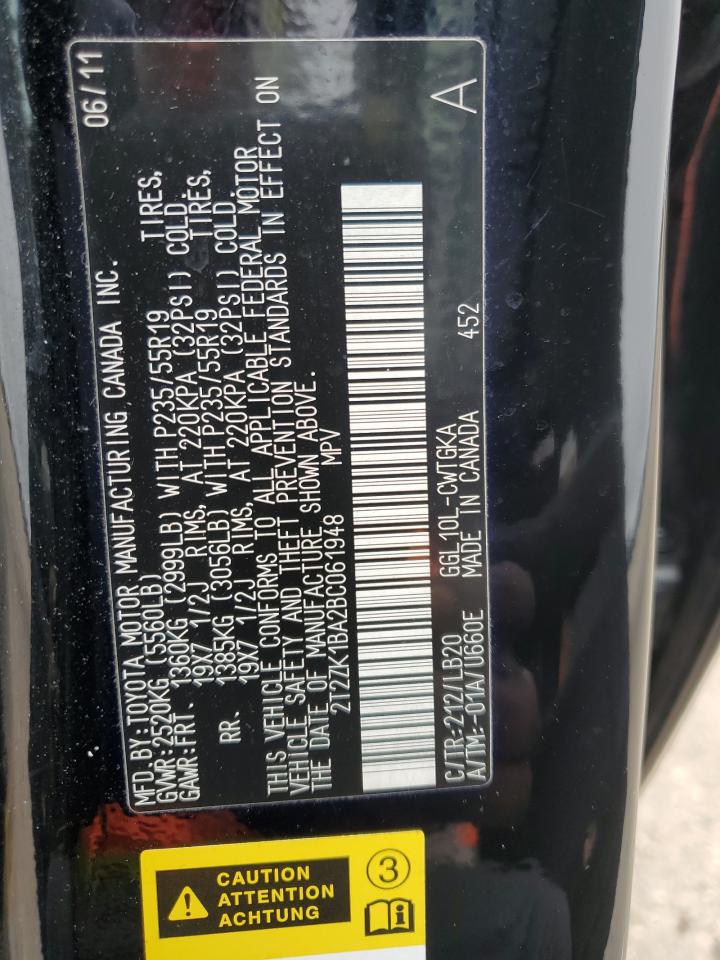 MFD.BY:TOYOTA MOTOR MANUFACTURING CANADA INC. 06/11
GVWR:2520KG (5560LB)
GAWR:FRT. 1360KG (2999LB) WITH P235/55R19 TIRES,
19X7 1/2J RIMS, AT 220KPA (32PSI) COLD.
RR. 1385KG (3056LB) WITH P235/55R19 TIRES,
19X7 1/2J RIMS, AT 220KPA (32PSI) COLD.
THIS VEHICLE CONFORMS TO ALL APPLICABLE FEDERAL MOTOR
VEHICLE SAFETY AND THEFT PREVENTION STANDARDS IN EFFECT ON
THE DATE OF MANUFACTURE SHOWN ABOVE.
2T2ZK1BA2BC061948 MPV
C/TR:212/LB20 GGL10L-CWTGKA A
A/TM:-01A/U660E MADE IN CANADA 452
CAUTION
ATTENTION
ACHTUNG
3